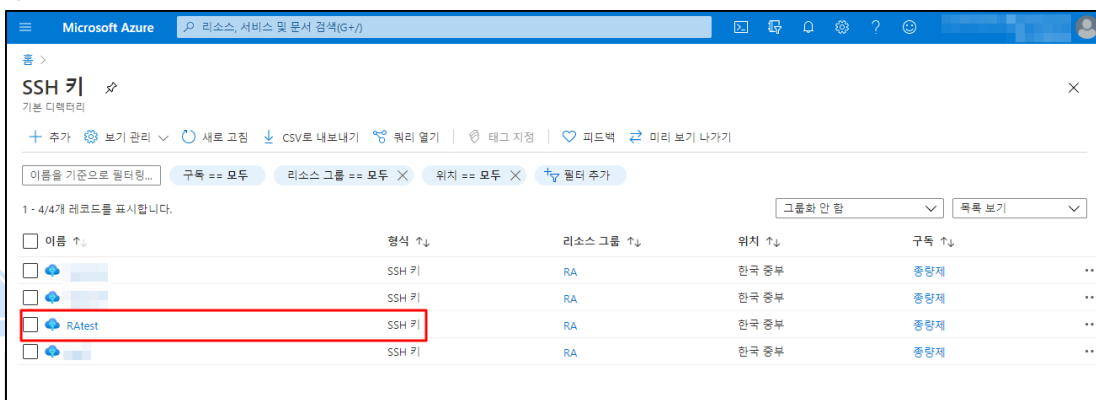 Microsoft Azure 리소스, 서비스 및 문서 검색(G+/)
홈 >
SSH 키
기본 디렉터리
+ 추가 보기 관리 새로 고침 CSV로 내보내기 쿼리 열기 태그 지정 피드백 미리 보기 나가기
이름을 기준으로 필터링... 구독 == 모두 리소스 그룹 == 모두 위치 == 모두 필터 추가
1 - 4/4개 레코드를 표시합니다. 그룹화 안 함 목록 보기
이름 ↑↓ 형식 ↑↓ 리소스 그룹 ↑↓ 위치 ↑↓ 구독 ↑↓
SSH 키 RA 한국 중부 종량제
SSH 키 RA 한국 중부 종량제
RAtest SSH 키 RA 한국 중부 종량제
SSH 키 RA 한국 중부 종량제